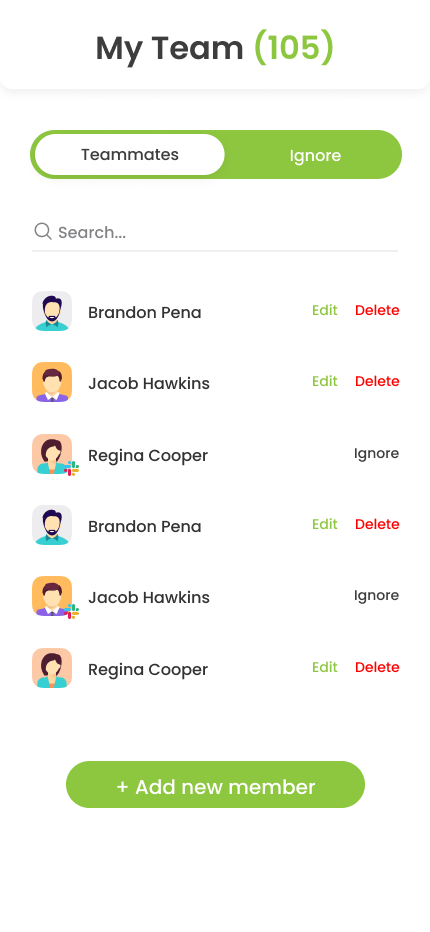 My Team (105)
Teammates Ignore
Search...
Brandon Pena Edit Delete
Jacob Hawkins Edit Delete
Regina Cooper Ignore
Brandon Pena Edit Delete
Jacob Hawkins Ignore
Regina Cooper Edit Delete
+ Add new member